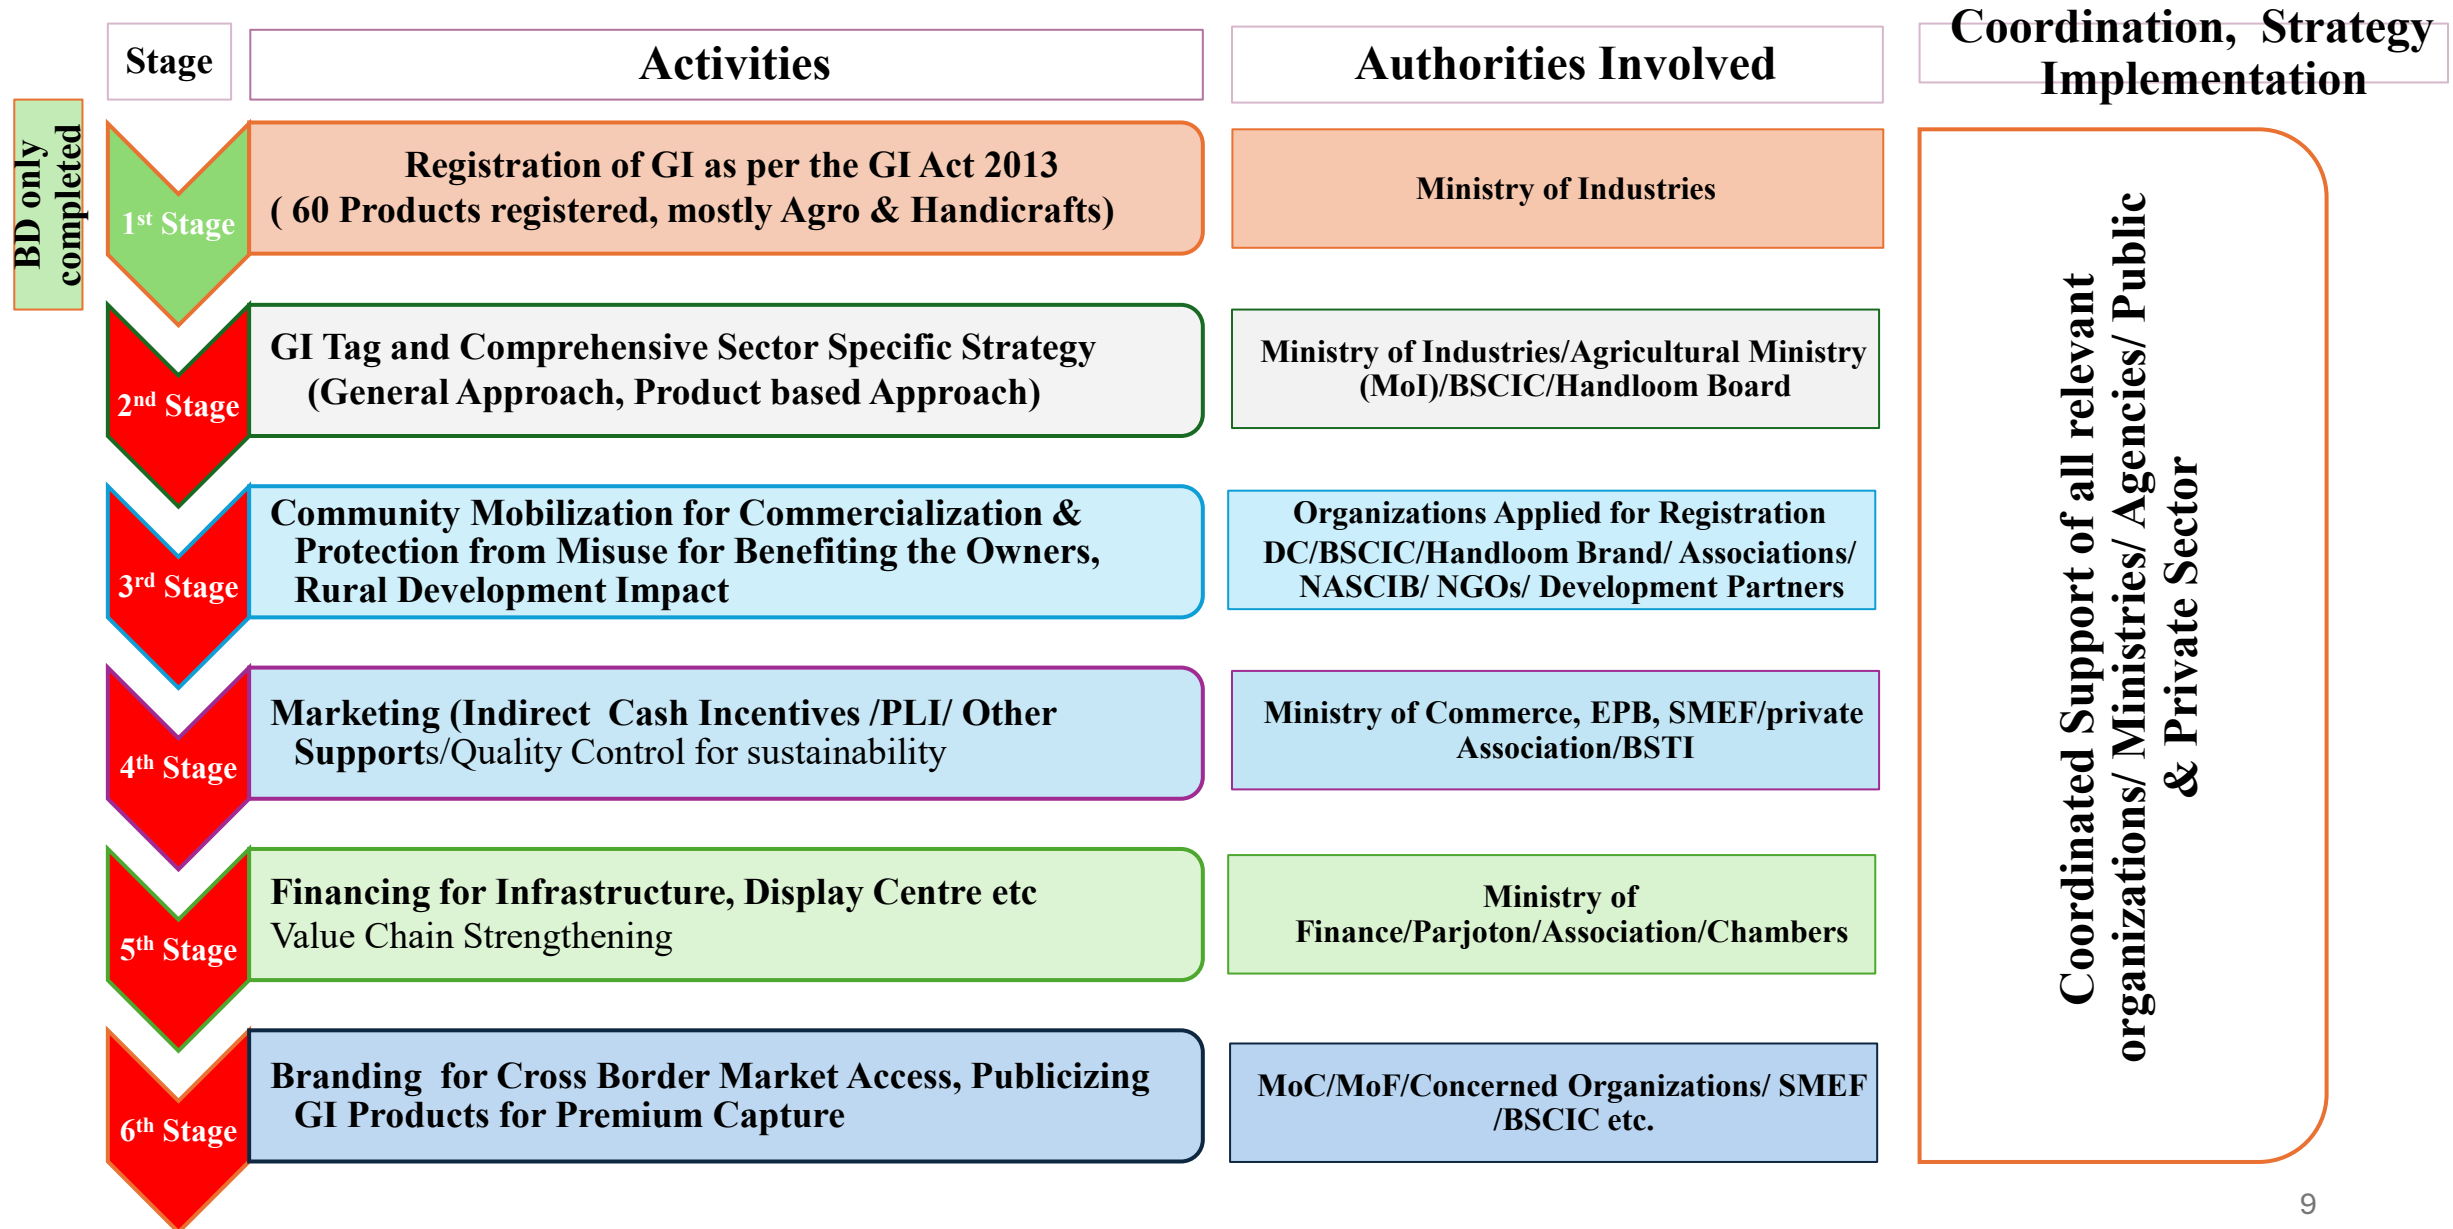 Stage
Activities
Authorities Involved
Coordination, Strategy
Implementation
BD only
completed
1st Stage
Registration of GI as per the GI Act 2013
( 60 Products registered, mostly Agro & Handicrafts)
Ministry of Industries
2nd Stage
GI Tag and Comprehensive Sector Specific Strategy
(General Approach, Product based Approach)
Ministry of Industries/Agricultural Ministry
(MoI)/BSCIC/Handloom Board
3rd Stage
Community Mobilization for Commercialization &
Protection from Misuse for Benefiting the Owners,
Rural Development Impact
Organizations Applied for Registration
DC/BSCIC/Handloom Brand/ Associations/
NASCIB/ NGOs/ Development Partners
4th Stage
Marketing (Indirect Cash Incentives /PLI/ Other
Supports/Quality Control for sustainability
Ministry of Commerce, EPB, SMEF/private
Association/BSTI
5th Stage
Financing for Infrastructure, Display Centre etc
Value Chain Strengthening
Ministry of
Finance/Parjoton/Association/Chambers
6th Stage
Branding for Cross Border Market Access, Publicizing
GI Products for Premium Capture
MoC/MoF/Concerned Organizations/ SMEF
/BSCIC etc.
Coordinated Support of all relevant
organizations/ Ministries/ Agencies/ Public
& Private Sector
9